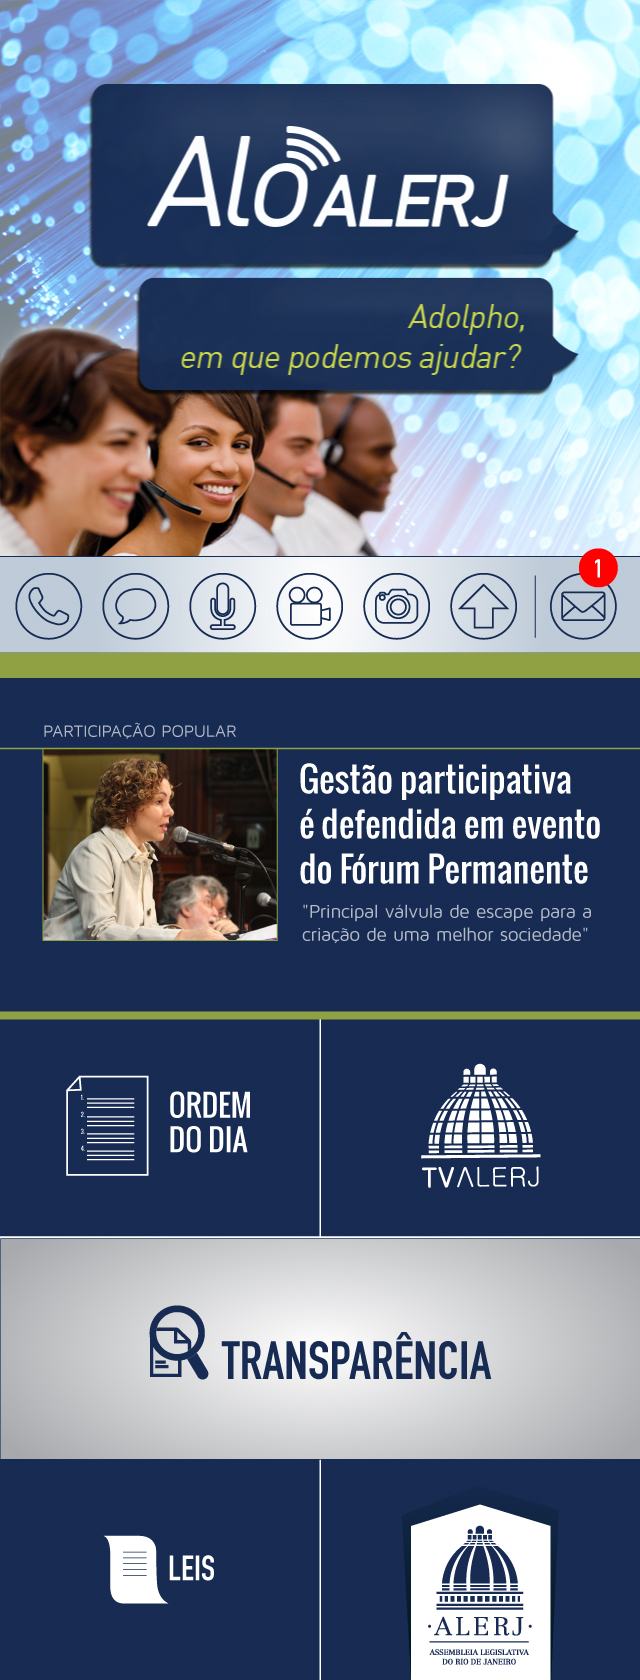 Alo ALERJ
Adolpho,
em que podemos ajudar?
1
PARTICIPAÇÃO POPULAR
Gestão participativa
é defendida em evento
do Fórum Permanente
"Principal válvula de escape para a
criação de uma melhor sociedade"
1.
2.
3.
4.
ORDEM
DO DIA
TVALERJ
TRANSPARÊNCIA
LEIS
·ALERJ·
ASSEMBLEIA LEGISLATIVA
DO RIO DE JANEIRO